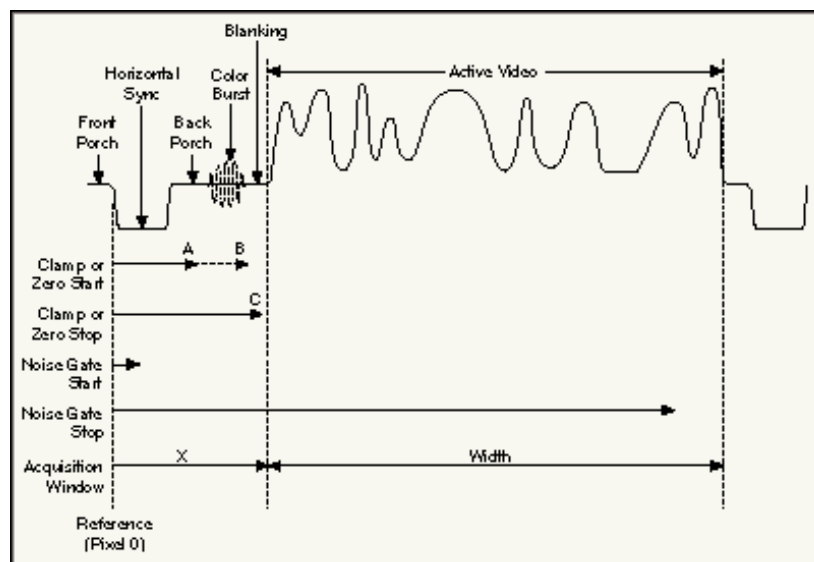 Blanking
Active Video
Horizontal
Sync
Color
Burst
Front
Porch
Back
Porch
A
B
Clamp or
Zero Start
C
Clamp or
Zero Stop
Noise Gate
Start
Noise Gate
Stop
X
Width
Acquisition
Window
Reference
(Pixel 0)